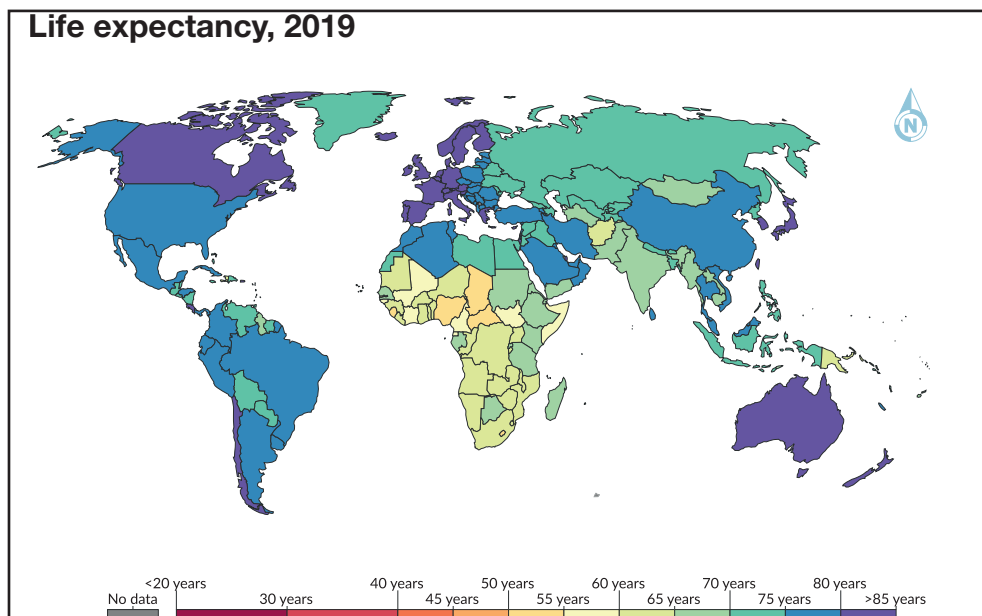 Life expectancy, 2019
N
<20 years 40 years 50 years 60 years 70 years 80 years
No data 30 years 45 years 55 years 65 years 75 years >85 years